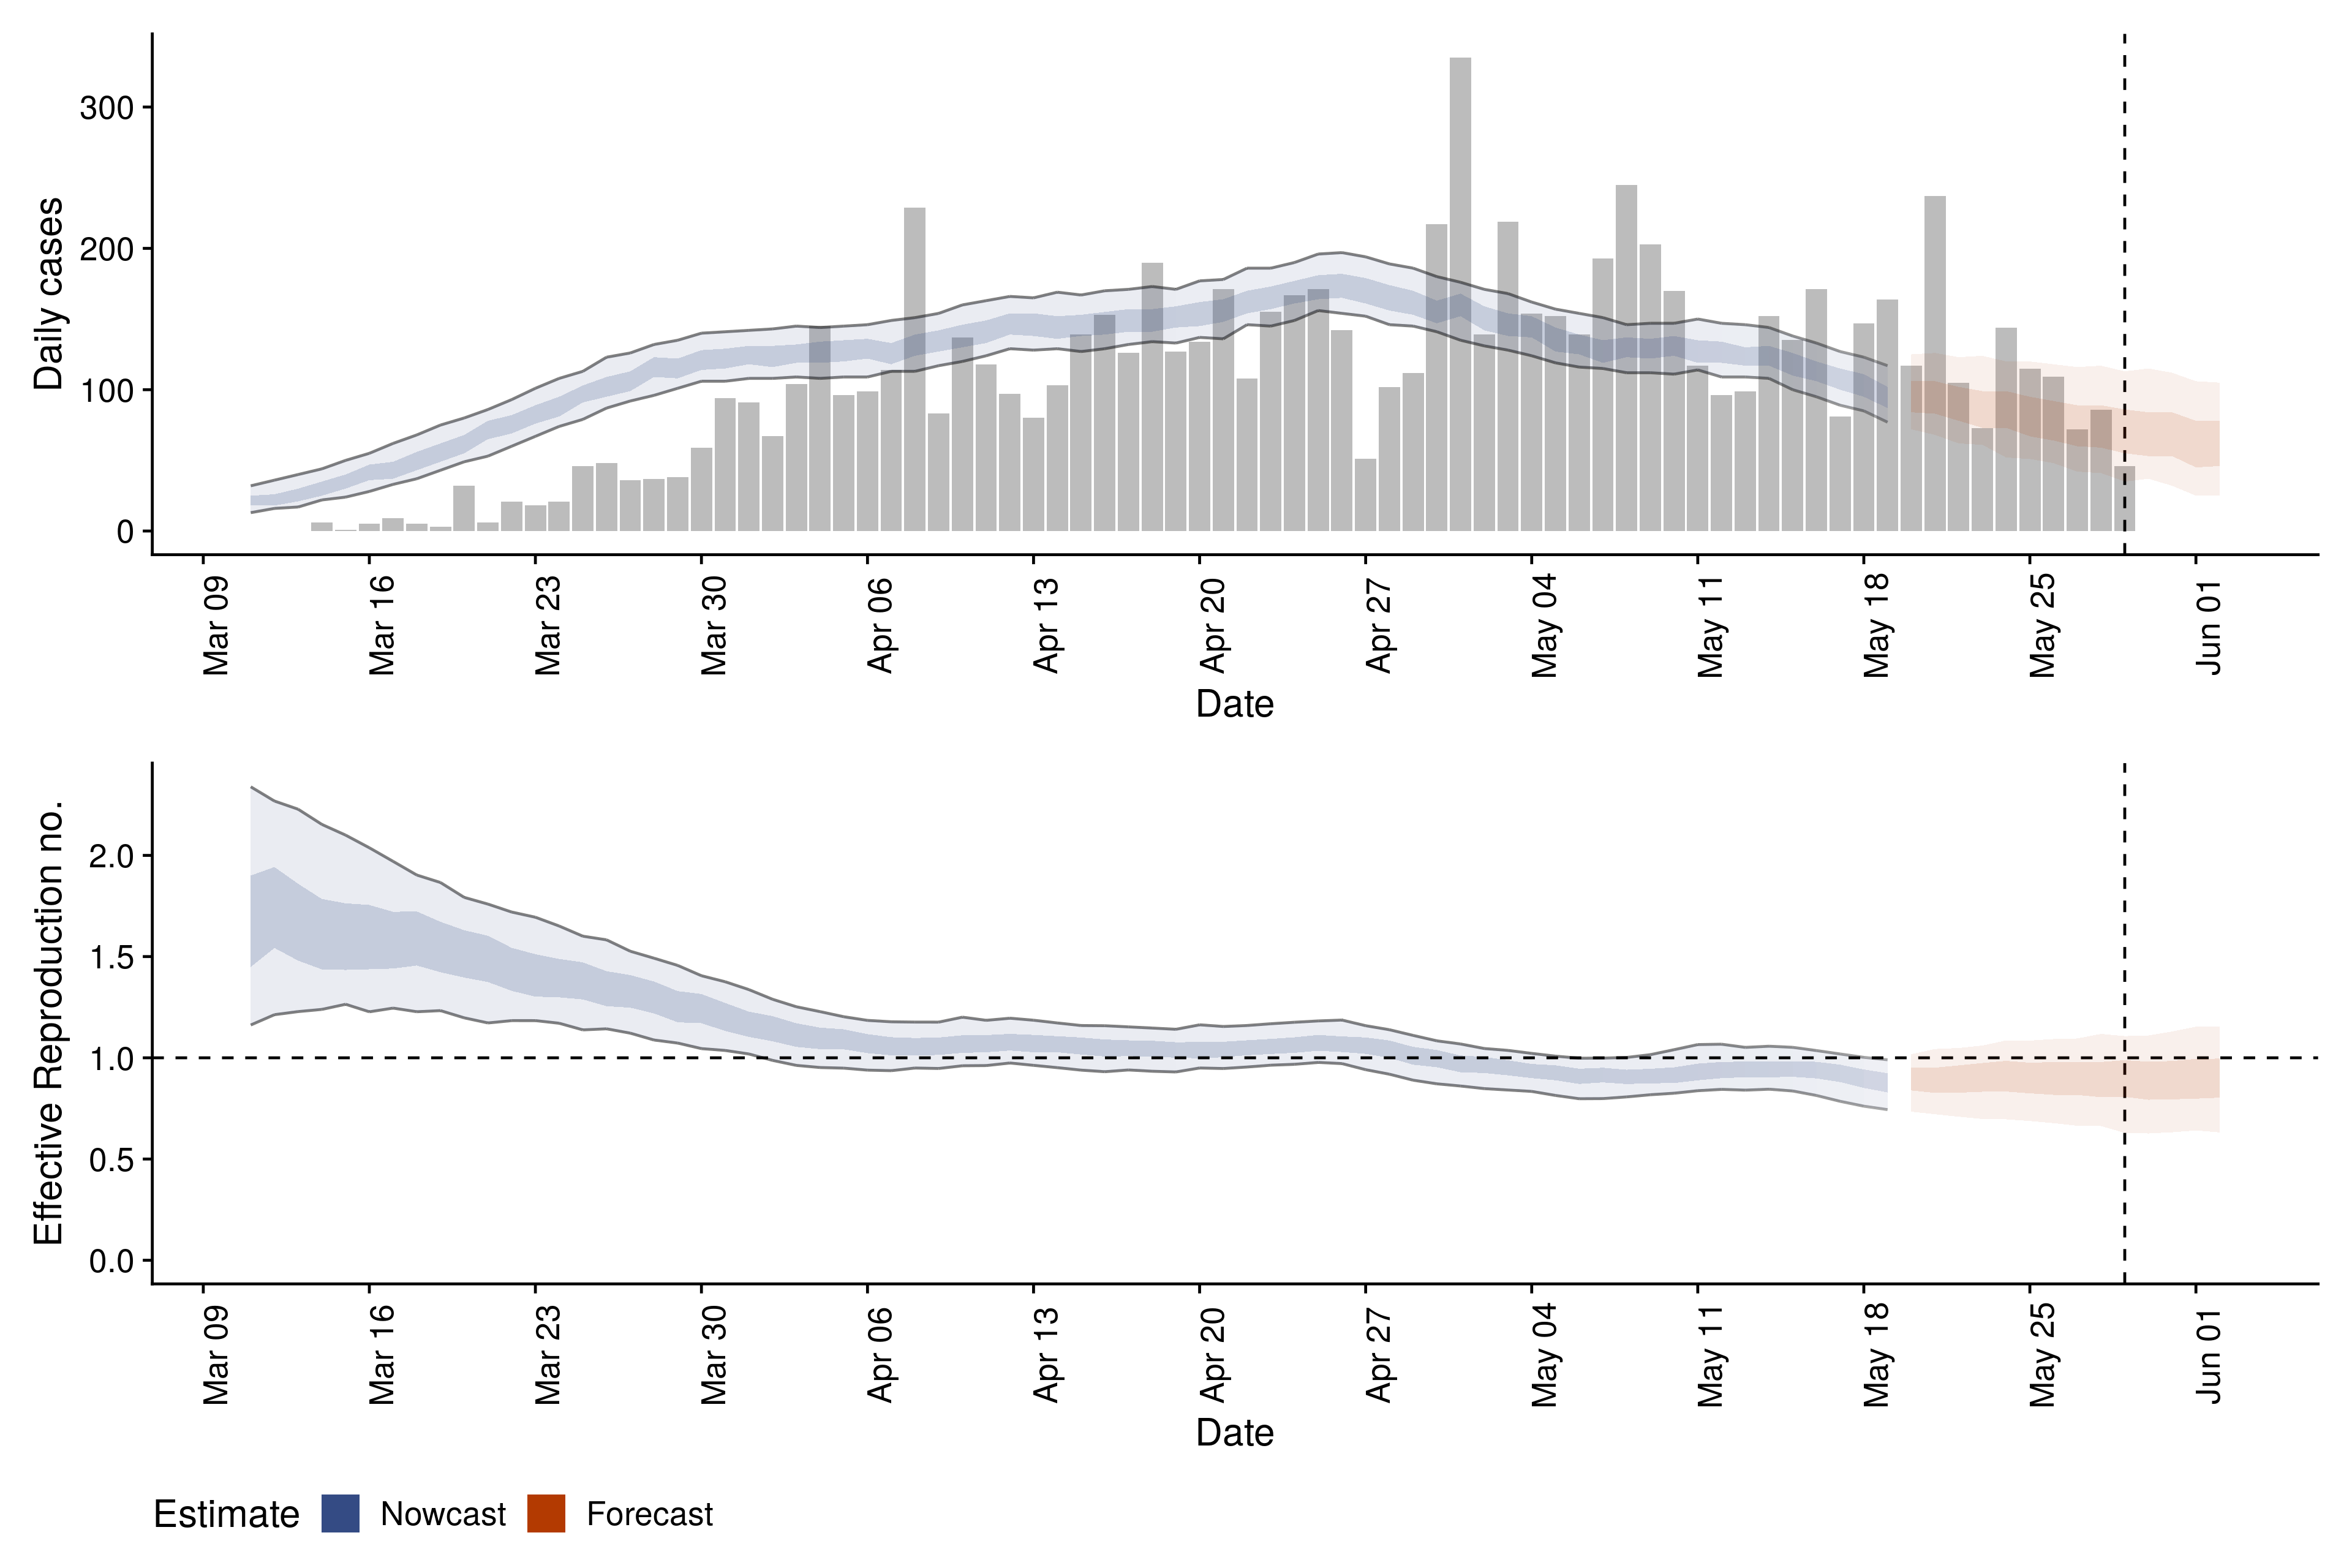 Daily cases
300
200
100
0
Mar 09
Mar 16
Mar 23
Mar 30
Apr 06
Apr 13
Apr 20
Apr 27
May 04
May 11
May 18
May 25
Jun 01
Date
Effective Reproduction no.
2.0
1.5
1.0
0.5
0.0
Mar 09
Mar 16
Mar 23
Mar 30
Apr 06
Apr 13
Apr 20
Apr 27
May 04
May 11
May 18
May 25
Jun 01
Date
Estimate Nowcast Forecast